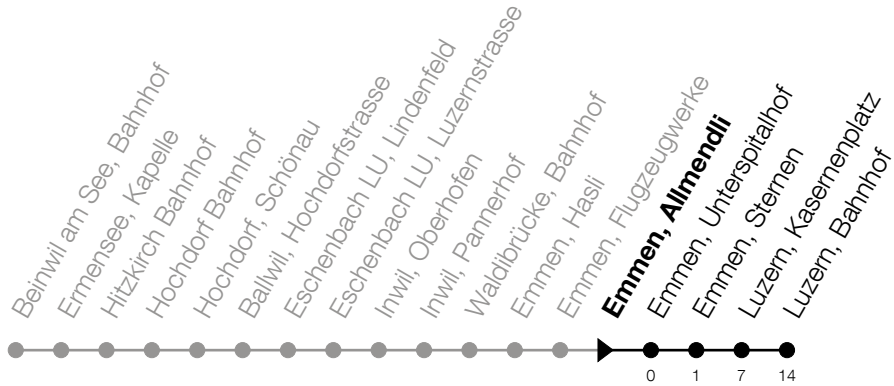 Beinwil am See, Bahnhof
Ermensee, Kapelle
Hitzkirch Bahnhof
Hochdorf Bahnhof
Hochdorf, Schönau
Ballwil, Hochdorfstrasse
Eschenbach LU, Lindenfeld
Eschenbach LU, Luzernstrasse
Inwil, Oberhofen
Inwil, Pannerhof
Waldibrücke, Bahnhof
Emmen, Hasli
Emmen, Flugzeugwerke
Emmen, Allmendli
Emmen, Unterspitalhof
Emmen, Sternen
Luzern, Kasernenplatz
Luzern, Bahnhof
0 1 7 14